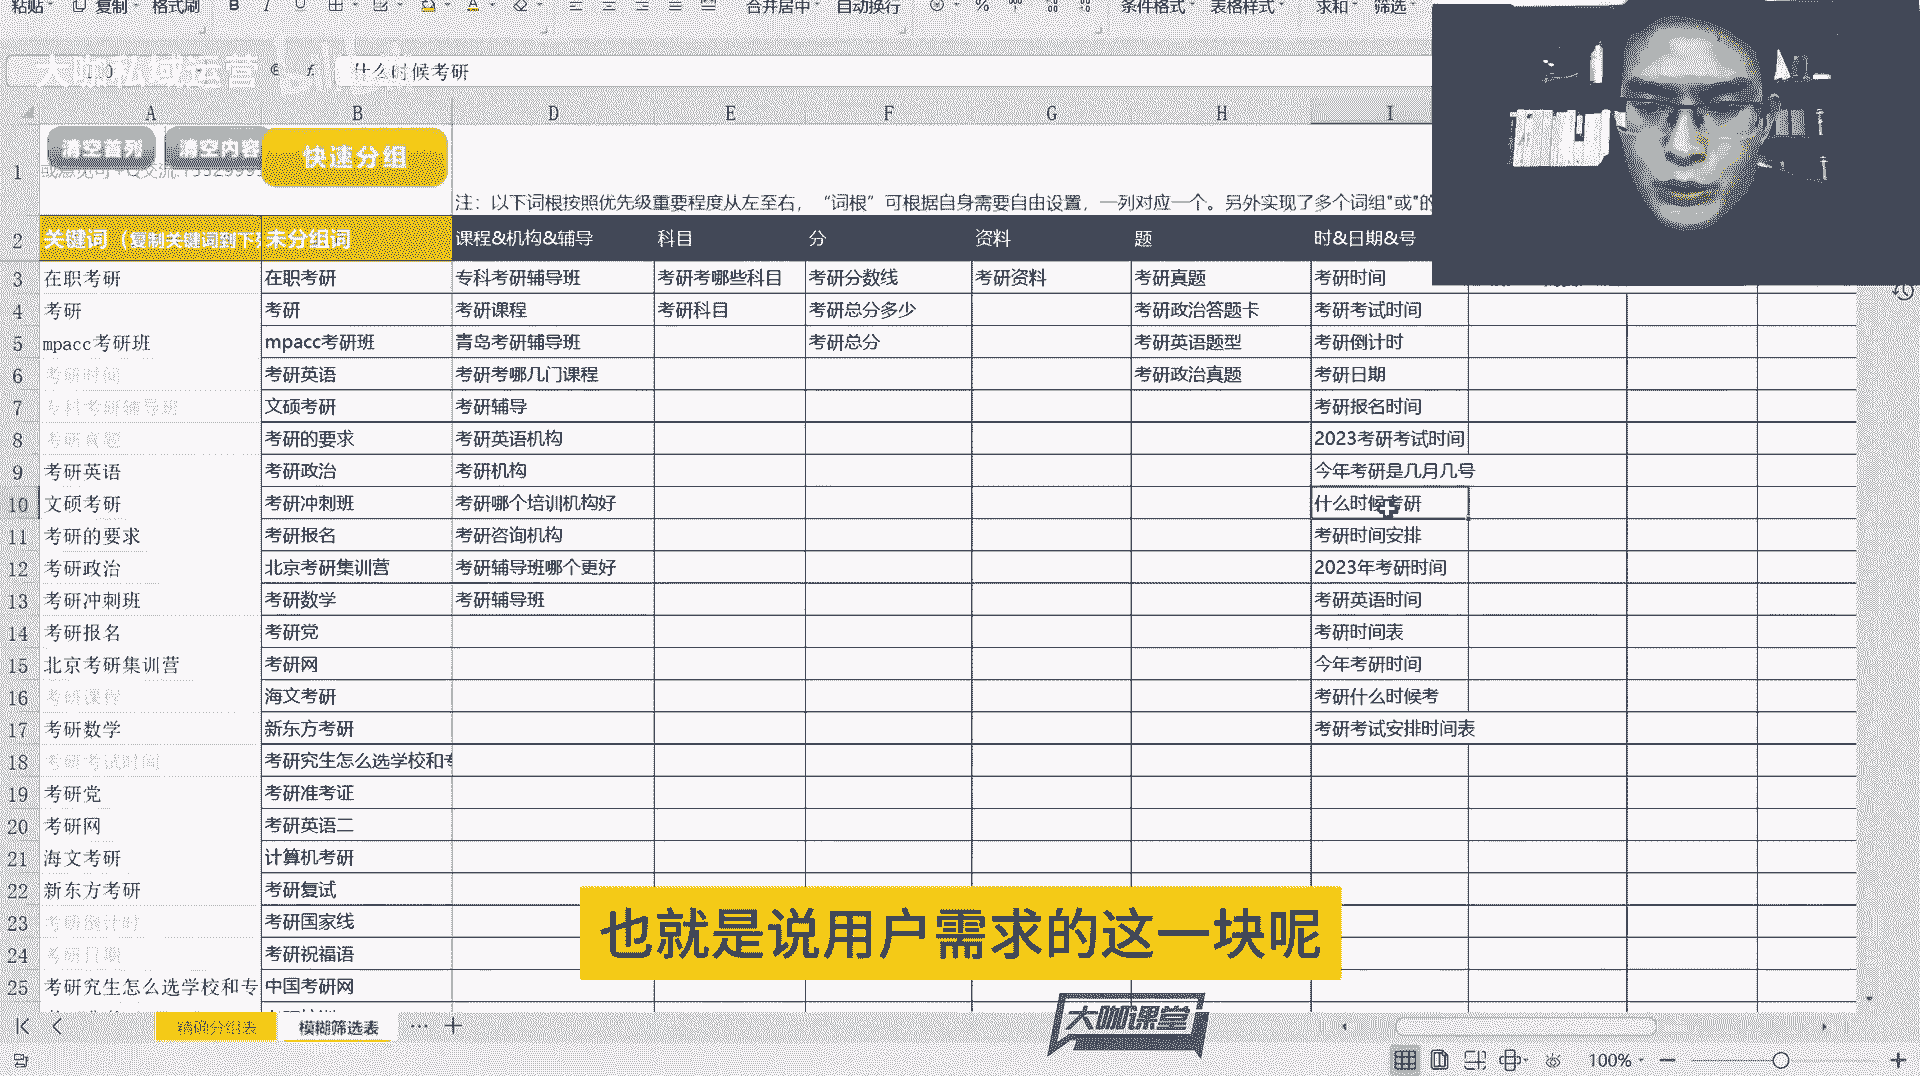 粘贴 复制 格式刷 B I U 合并居中 自动换行 % 条件格式 表格样式 求和 筛选
大咖私域运营 bilibili
什么时候考研
A B D E F G H I
清空首列 清空内容 快速分组
1
注：以下词根按照优先级重要程度从左至右，“词根”可根据自身需要自由设置，一列对应一个。另外实现了多个词组"或"的
2 关键词（复制关键词到下列 未分组词 课程&机构&辅导 科目 分 资料 题 时&日期&号
3 在职考研 在职考研 专科考研辅导班 考研考哪些科目 考研分数线 考研资料 考研真题 考研时间
4 考研 考研 考研课程 考研科目 考研总分多少 考研政治答题卡 考研考试时间
5 mpacc考研班 mpacc考研班 青岛考研辅导班 考研总分 考研英语题型 考研倒计时
6 考研时间 考研英语 考研考哪几门课程 考研政治真题 考研日期
7 专科考研辅导班 文硕考研 考研辅导 考研报名时间
8 考研真题 考研的要求 考研英语机构 2023考研考试时间
9 考研英语 考研政治 考研机构 今年考研是几月几号
10 文硕考研 考研冲刺班 考研哪个培训机构好 什么时候考研
11 考研的要求 考研报名 考研咨询机构 考研时间安排
12 考研政治 北京考研集训营 考研辅导班哪个更好 2023年考研时间
13 考研冲刺班 考研数学 考研辅导班 考研英语时间
14 考研报名 考研党 考研时间表
15 北京考研集训营 考研网 今年考研时间
16 考研课程 海文考研 考研什么时候考
17 考研数学 新东方考研 考研考试安排时间表
18 考研考试时间 考研究生怎么选学校和专
19 考研党 考研准考证
20 考研网 考研英语二
21 海文考研 计算机考研
22 新东方考研 考研复试
23 考研倒计时 考研国家线
24 考研日期 考研祝福语
25 考研究生怎么选学校和专 中国考研网
也就是说用户需求的这一块呢
大咖课堂
精确分组表 模糊筛选表 ··· +
100%